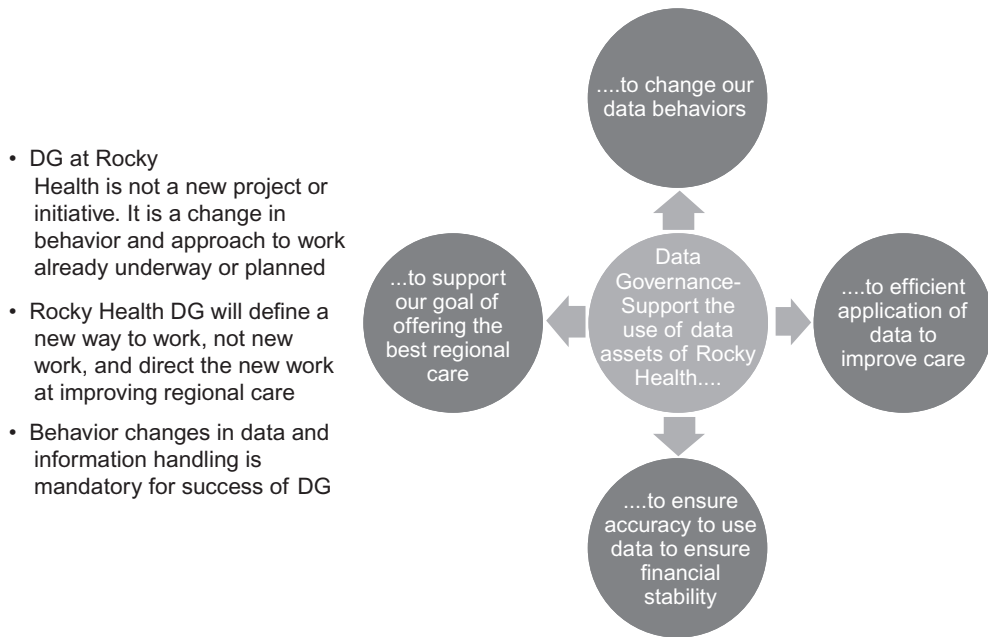 • DG at Rocky
Health is not a new project or
initiative. It is a change in
behavior and approach to work
already underway or planned
• Rocky Health DG will define a
new way to work, not new
work, and direct the new work
at improving regional care
• Behavior changes in data and
information handling is
mandatory for success of DG
....to change our
data behaviors
...to support
our goal of
offering the
best regional
care
Data
Governance-
Support the
use of data
assets of Rocky
Health....
....to efficient
application of
data to
improve care
....to ensure
accuracy to use
data to ensure
financial
stability